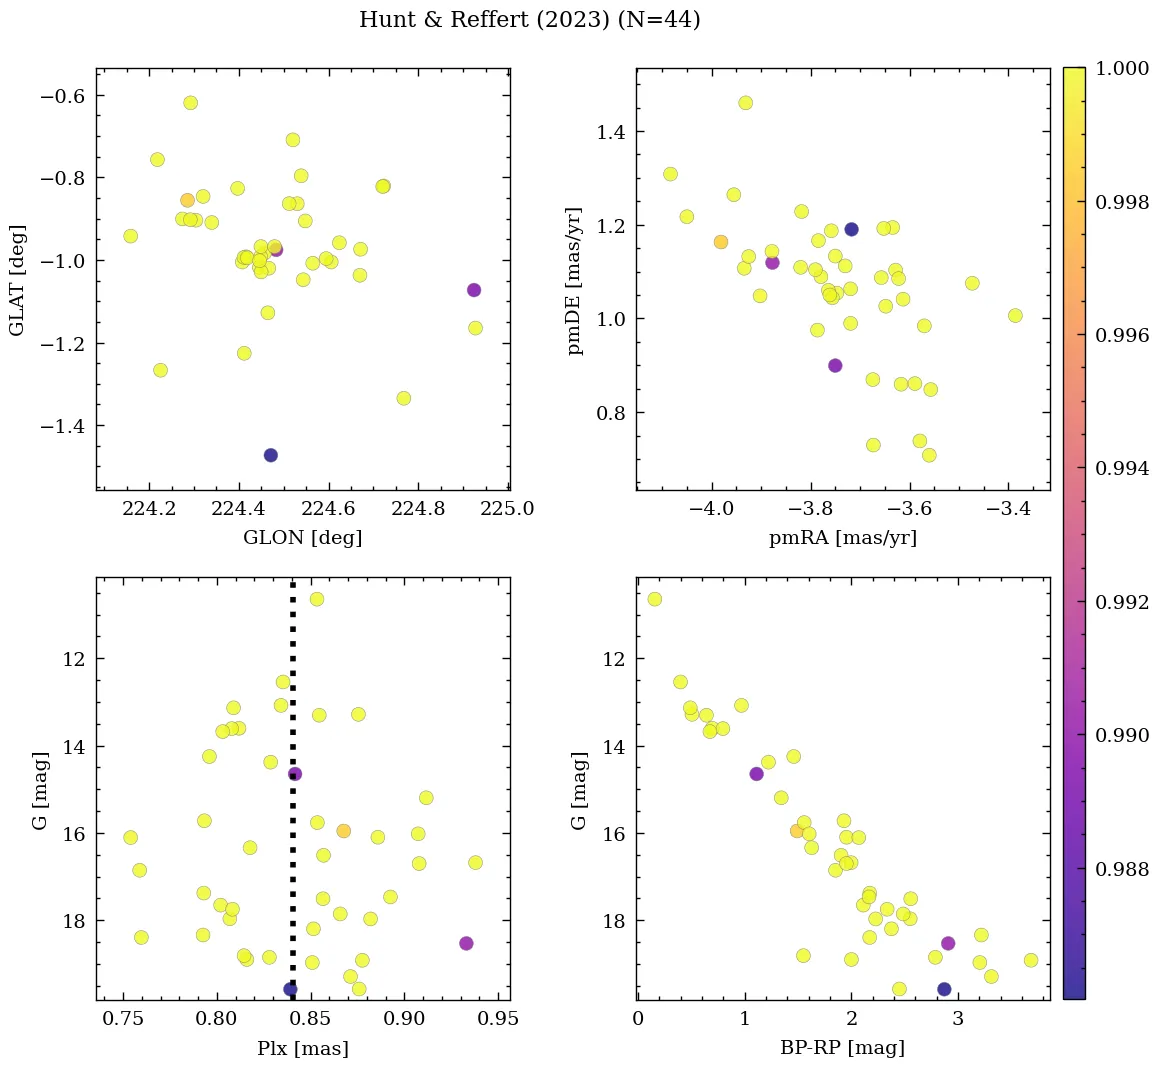 Hunt & Reffert (2023) (N=44)
−0.6
−0.8
−1.0
−1.2
−1.4
GLAT [deg]
224.2 224.4 224.6 224.8 225.0
GLON [deg]
1.4
1.2
1.0
0.8
pmDE [mas/yr]
−4.0 −3.8 −3.6 −3.4
pmRA [mas/yr]
1.000
0.998
0.996
0.994
0.992
0.990
0.988
12
14
16
18
G [mag]
0.75 0.80 0.85 0.90 0.95
Plx [mas]
12
14
16
18
G [mag]
0 1 2 3
BP-RP [mag]